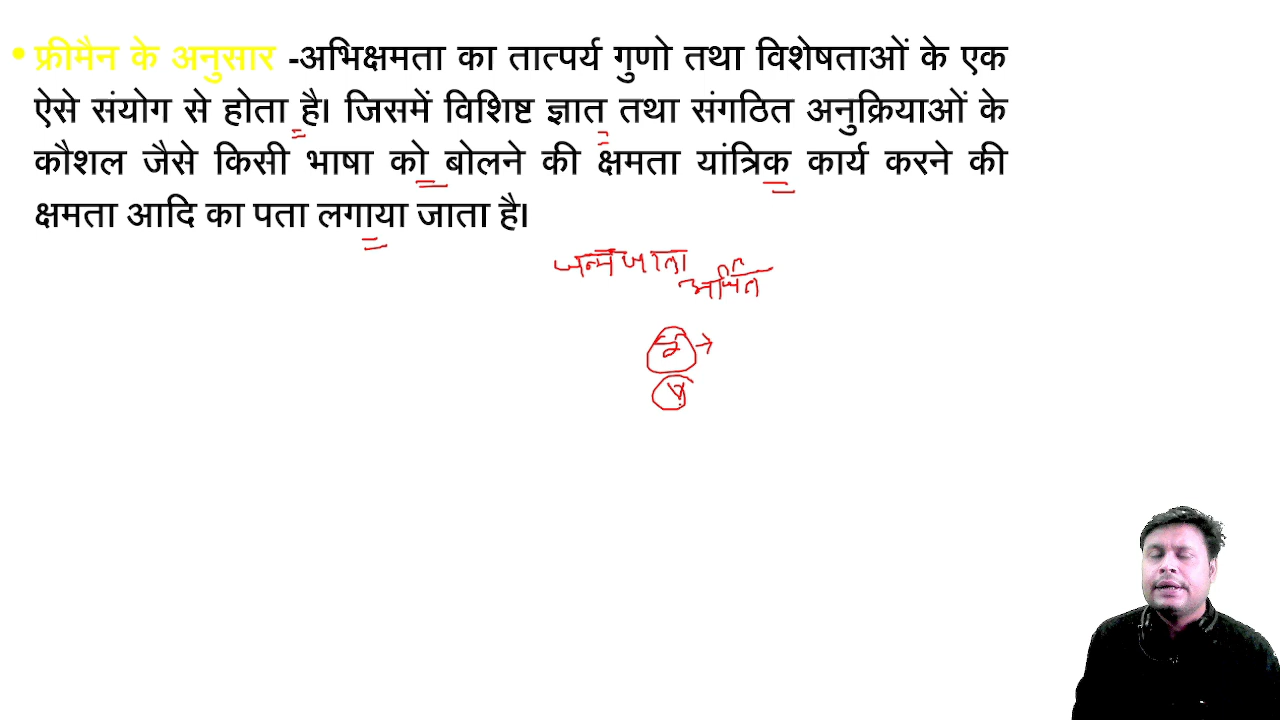 • फ्रीमैन के अनुसार -अभिक्षमता का तात्पर्य गुणो तथा विशेषताओं के एक
ऐसे संयोग से होता है। जिसमें विशिष्ट ज्ञात तथा संगठित अनुक्रियाओं के
कौशल जैसे किसी भाषा को बोलने की क्षमता यांत्रिक कार्य करने की
क्षमता आदि का पता लगाया जाता है।
जन्मजाता
अर्जित